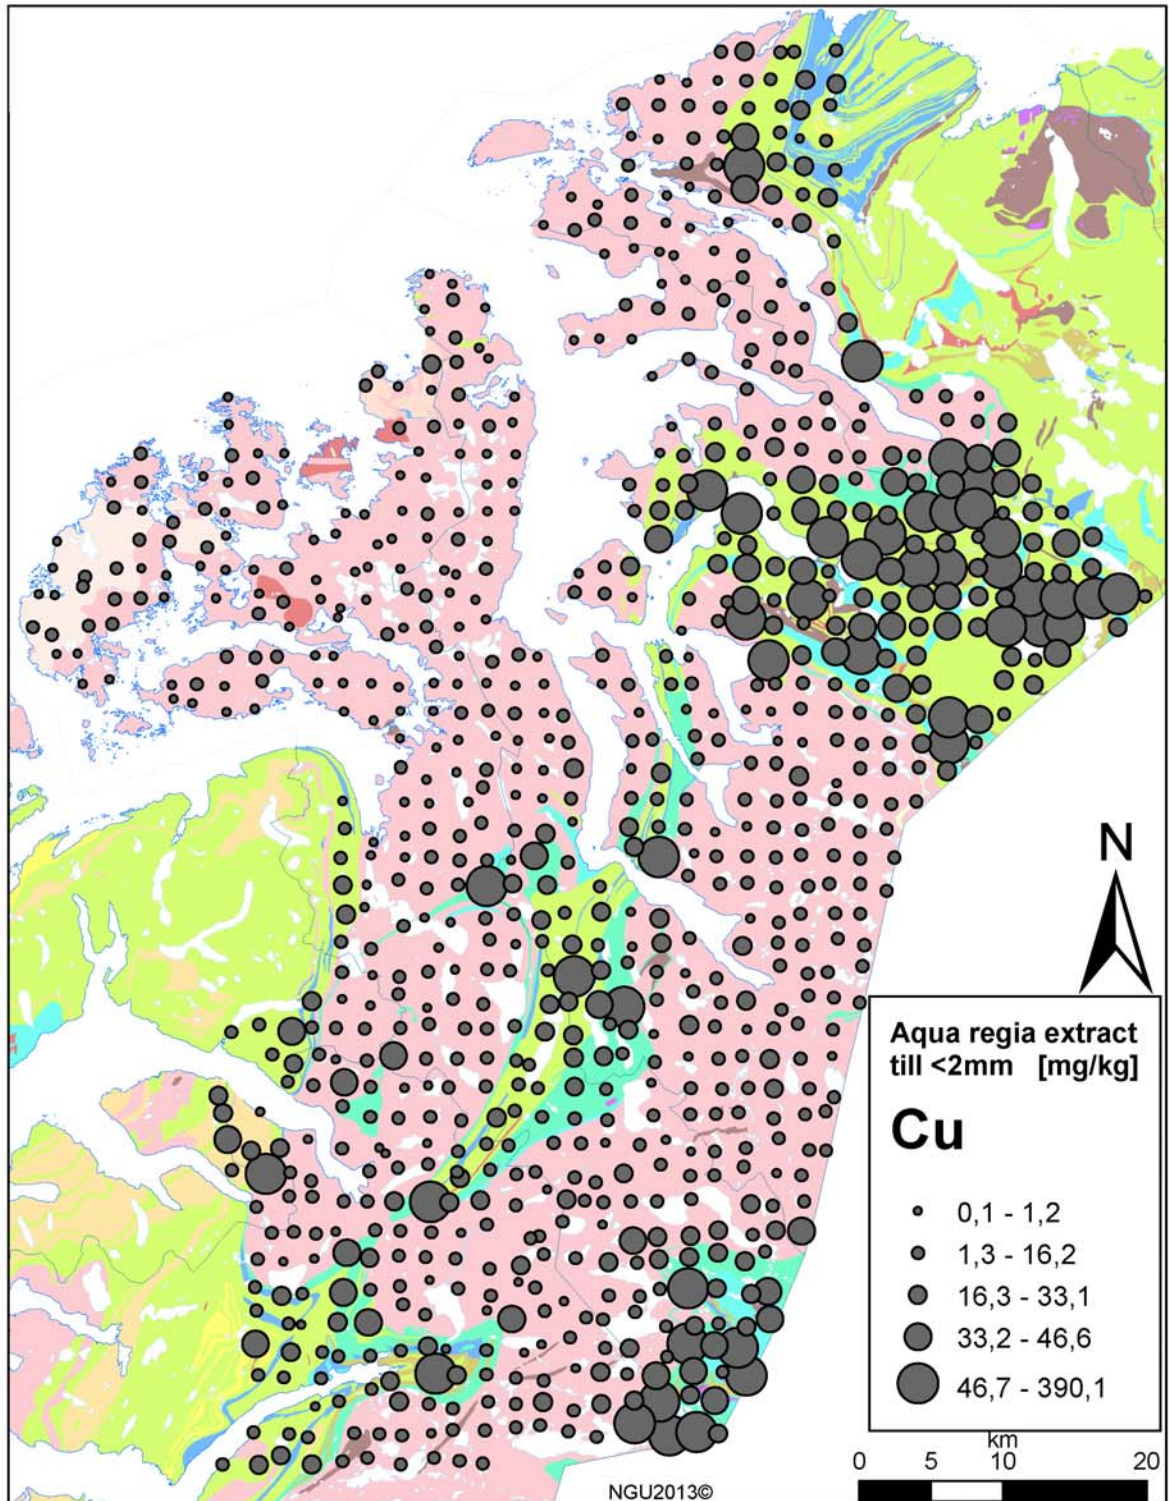 N
Aqua regia extract
till <2mm [mg/kg]
Cu
0,1 - 1,2
1,3 - 16,2
16,3 - 33,1
33,2 - 46,6
46,7 - 390,1
km
0 5 10 20
NGU2013©